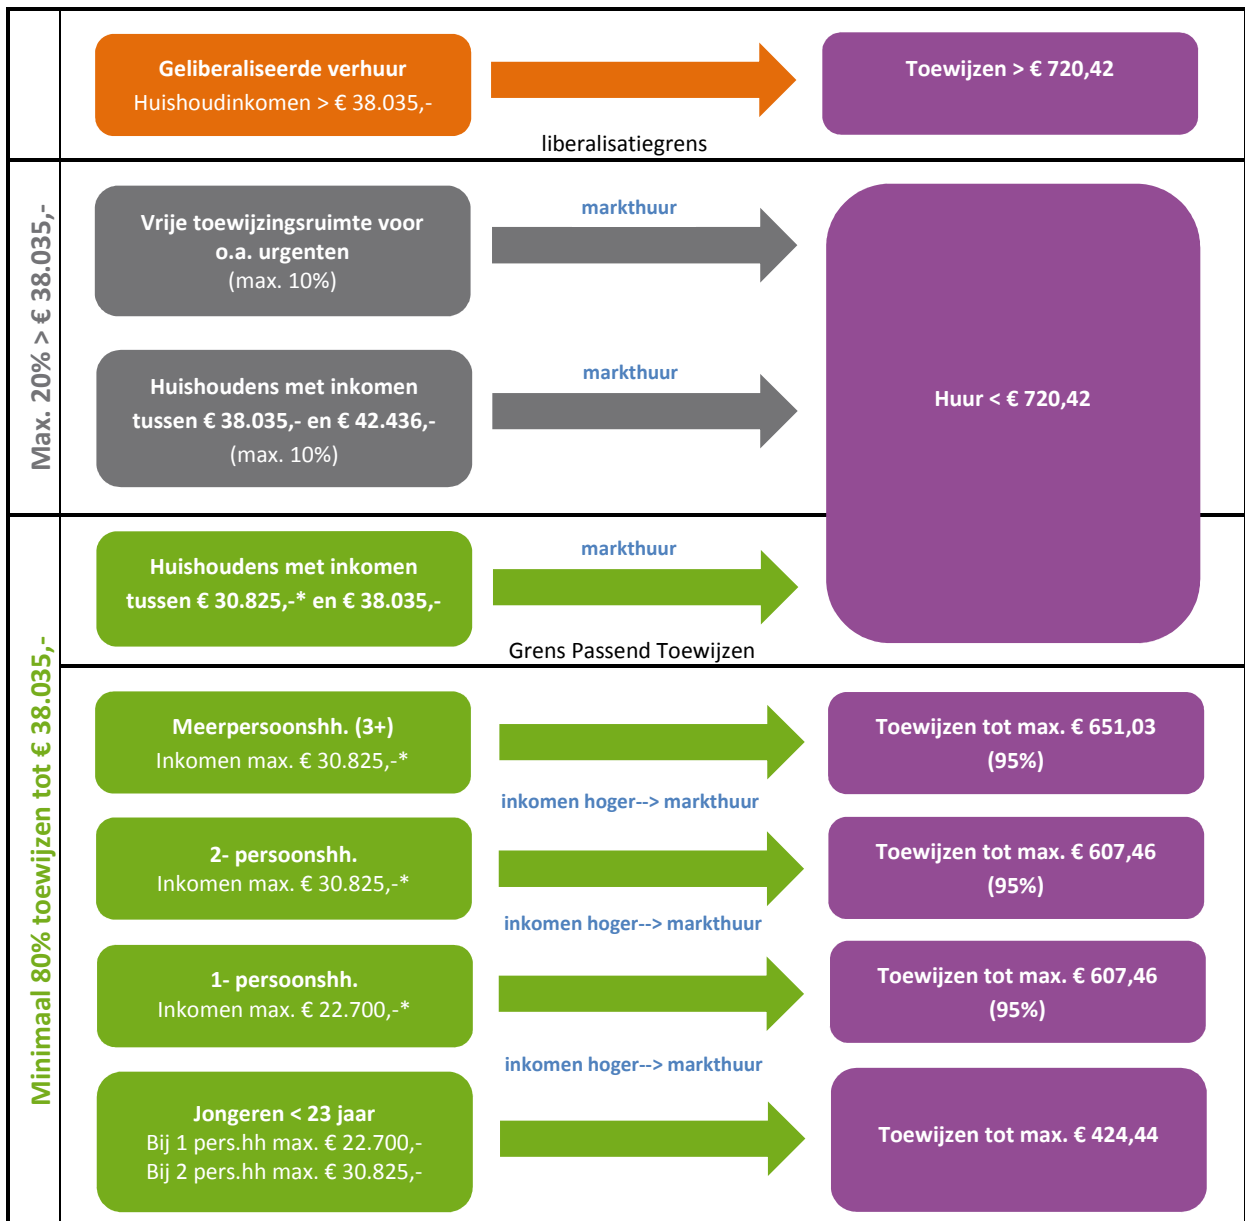 Geliberaliseerde verhuur
Huishoudinkomen > € 38.035,-
Toewijzen > € 720,42
liberalisatiegrens
Max. 20% > € 38.035,-
Vrije toewijzingsruimte voor
o.a. urgenten
(max. 10%)
markthuur
Huishoudens met inkomen
tussen € 38.035,- en € 42.436,-
(max. 10%)
markthuur
Huur < € 720,42
Minimaal 80% toewijzen tot € 38.035,-
Huishoudens met inkomen
tussen € 30.825,-* en € 38.035,-
markthuur
Grens Passend Toewijzen
Meerpersoonshh. (3+)
Inkomen max. € 30.825,-*
Toewijzen tot max. € 651,03
(95%)
inkomen hoger--> markthuur
2- persoonshh.
Inkomen max. € 30.825,-*
Toewijzen tot max. € 607,46
(95%)
inkomen hoger--> markthuur
1- persoonshh.
Inkomen max. € 22.700,-*
Toewijzen tot max. € 607,46
(95%)
inkomen hoger--> markthuur
Jongeren < 23 jaar
Bij 1 pers.hh max. € 22.700,-
Bij 2 pers.hh max. € 30.825,-
Toewijzen tot max. € 424,44